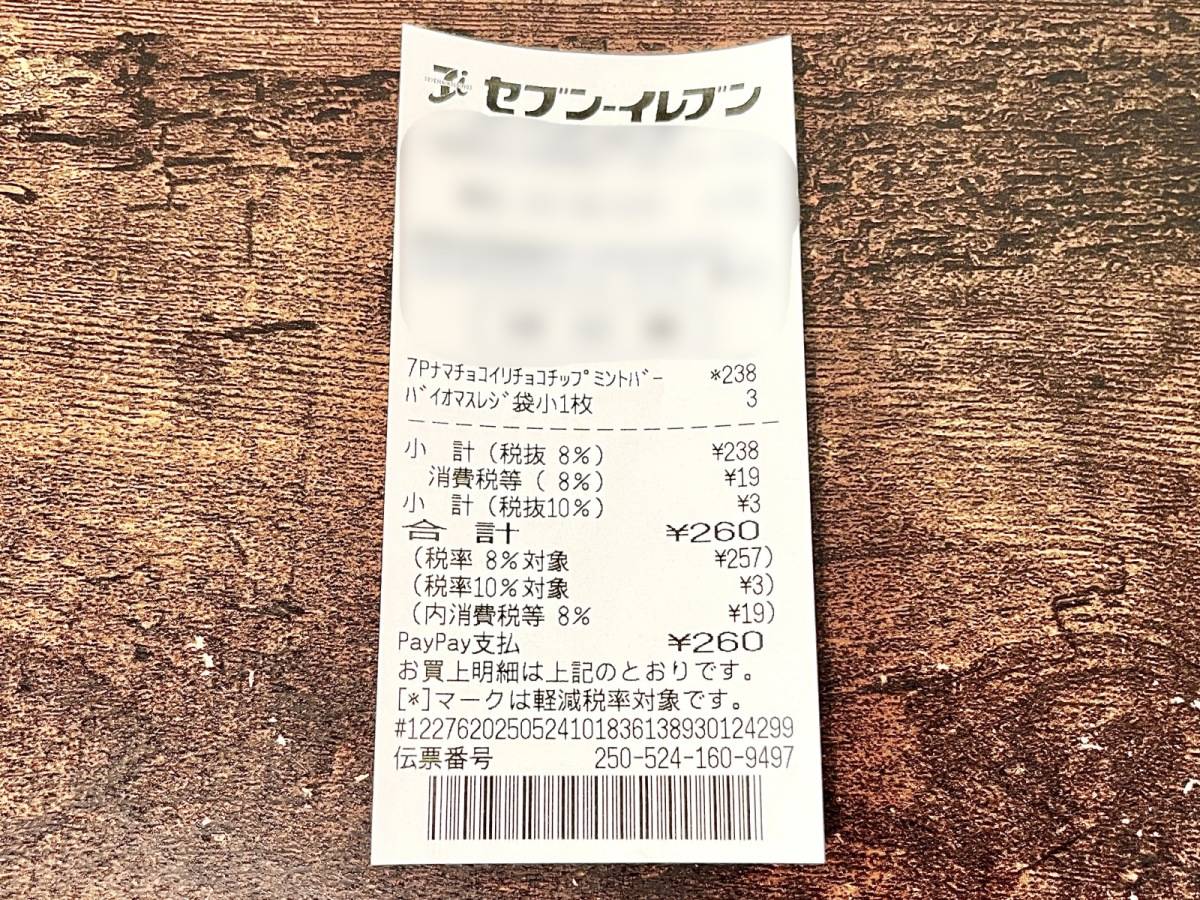 セブン-イレブン
7Pﾅﾏﾁｮｺｲﾘﾁｮｺﾁｯﾌﾟﾐﾝﾄﾊﾞｰ *238
ﾊﾞｲｵﾏｽﾚｼﾞ袋小1枚 3
小 計(税抜 8%) ¥238
消費税等( 8%) ¥19
小 計(税抜10%) ¥3
合 計 ¥260
(税率 8%対象 ¥257)
(税率10%対象 ¥3)
(内消費税等 8% ¥19)
PayPay支払 ¥260
お買上明細は上記のとおりです。
[*]マークは軽減税率対象です。
#1227620250524101836138930124299
伝票番号 250-524-160-9497